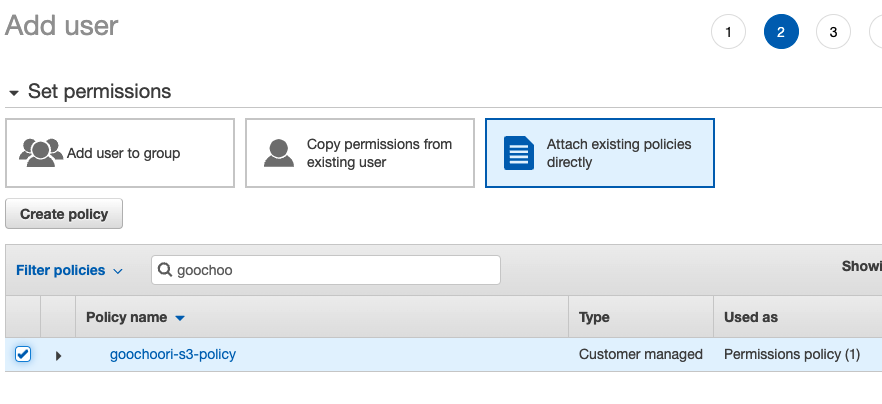 Add user
1 2 3
Set permissions
Add user to group
Copy permissions from
existing user
Attach existing policies
directly
Create policy
Filter policies
goochoo
Showi
Policy name
Type
Used as
goochoori-s3-policy
Customer managed
Permissions policy (1)